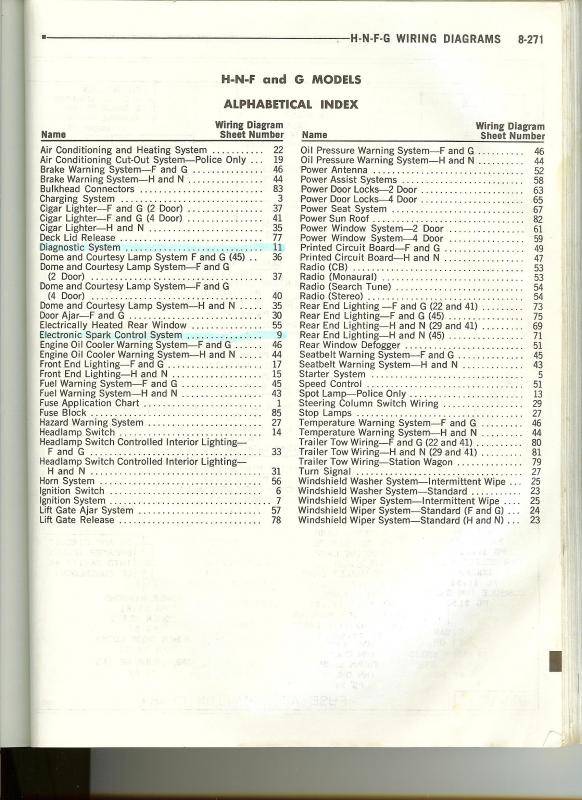 H-N-F-G WIRING DIAGRAMS 8-271
H-N-F and G MODELS
ALPHABETICAL INDEX
Wiring Diagram
Name Sheet Number
Air Conditioning and Heating System ........... 22
Air Conditioning Cut-Out System—Police Only ... 19
Brake Warning System—F and G ............... 46
Brake Warning System—H and N ............... 44
Bulkhead Connectors ......................... 83
Charging System ............................. 3
Cigar Lighter—F and G (2 Door) ............... 37
Cigar Lighter—F and G (4 Door) ............... 41
Cigar Lighter—H and N ....................... 35
Deck Lid Release ............................ 77
Diagnostic System ........................... 11
Dome and Courtesy Lamp System F and G (45) .. 36
Dome and Courtesy Lamp System—F and G
(2 Door) .................................. 37
Dome and Courtesy Lamp System—F and G
(4 Door) .................................. 40
Dome and Courtesy Lamp System—H and N ..... 35
Door Ajar—F and G ........................... 30
Electrically Heated Rear Window .............. 55
Electronic Spark Control System ................ 9
Engine Oil Cooler Warning System—F and G ...... 46
Engine Oil Cooler Warning System—H and N ..... 44
Front End Lighting—F and G ................... 17
Front End Lighting—H and N ................... 15
Fuel Warning System—F and G ................. 45
Fuel Warning System—H and N ................. 43
Fuse Application Chart ....................... 1
Fuse Block .................................. 85
Hazard Warning System ....................... 27
Headlamp Switch ............................. 14
Headlamp Switch Controlled Interior Lighting—
F and G ................................... 33
Headlamp Switch Controlled Interior Lighting—
H and N ................................... 31
Horn System ................................. 56
Ignition Switch .............................. 6
Ignition System .............................. 7
Lift Gate Ajar System ........................ 57
Lift Gate Release ............................ 78
Wiring Diagram
Name Sheet Number
Oil Pressure Warning System—F and G .......... 46
Oil Pressure Warning System—H and N .......... 44
Power Antenna ............................... 52
Power Assist Systems ......................... 58
Power Door Locks—2 Door ..................... 63
Power Door Locks—4 Door ..................... 65
Power Seat System ........................... 67
Power Sun Roof .............................. 82
Power Window System—2 Door ................. 61
Power Window System—4 Door ................. 59
Printed Circuit Board—F and G ................. 49
Printed Circuit Board—H and N ................. 47
Radio (CB) .................................. 53
Radio (Monaural) ............................ 53
Radio (Search Tune) ......................... 54
Radio (Stereo) .............................. 54
Rear End Lighting —F and G (22 and 41) ........ 73
Rear End Lighting—F and G (45) ............... 75
Rear End Lighting—H and N (29 and 41) ........ 69
Rear End Lighting—H and N (45) ............... 71
Rear Window Defogger ........................ 51
Seatbelt Warning System—F and G .............. 45
Seatbelt Warning System—H and N .............. 43
Starter System ............................... 5
Speed Control ............................... 51
Spot Lamp—Police Only ....................... 13
Steering Column Switch Wiring ................ 29
Stop Lamps .................................. 27
Temperature Warning System—F and G .......... 46
Temperature Warning System—H and N .......... 44
Trailer Tow Wiring—F and G (22 and 41) ........ 80
Trailer Tow Wiring—H and N (29 and 41) ........ 81
Trailer Tow Wiring—Station Wagon .............. 79
Turn Signal .................................. 27
Windshield Washer System—Intermittent Wipe ... 25
Windshield Washer System—Standard ........... 23
Windshield Wiper System—Intermittent Wipe .... 25
Windshield Wiper System—Standard (F and G) ... 24
Windshield Wiper System—Standard (H and N) ... 23